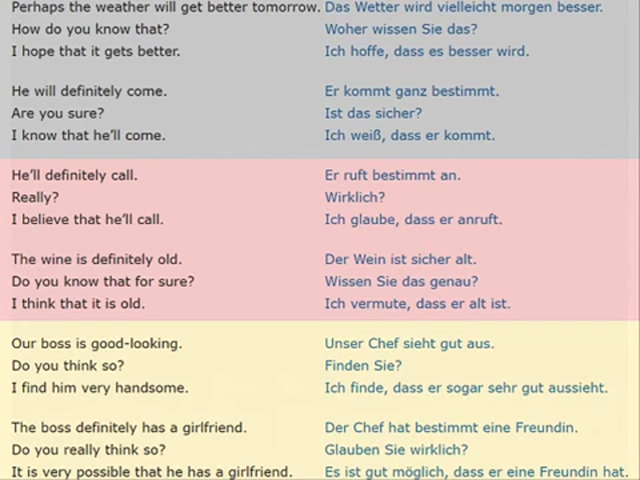 Perhaps the weather will get better tomorrow. Das Wetter wird vielleicht morgen besser.
How do you know that? Woher wissen Sie das?
I hope that it gets better. Ich hoffe, dass es besser wird.
He will definitely come. Er kommt ganz bestimmt.
Are you sure? Ist das sicher?
I know that he'll come. Ich weiß, dass er kommt.
He'll definitely call. Er ruft bestimmt an.
Really? Wirklich?
I believe that he'll call. Ich glaube, dass er anruft.
The wine is definitely old. Der Wein ist sicher alt.
Do you know that for sure? Wissen Sie das genau?
I think that it is old. Ich vermute, dass er alt ist.
Our boss is good-looking. Unser Chef sieht gut aus.
Do you think so? Finden Sie?
I find him very handsome. Ich finde, dass er sogar sehr gut aussieht.
The boss definitely has a girlfriend. Der Chef hat bestimmt eine Freundin.
Do you really think so? Glauben Sie wirklich?
It is very possible that he has a girlfriend. Es ist gut möglich, dass er eine Freundin hat.